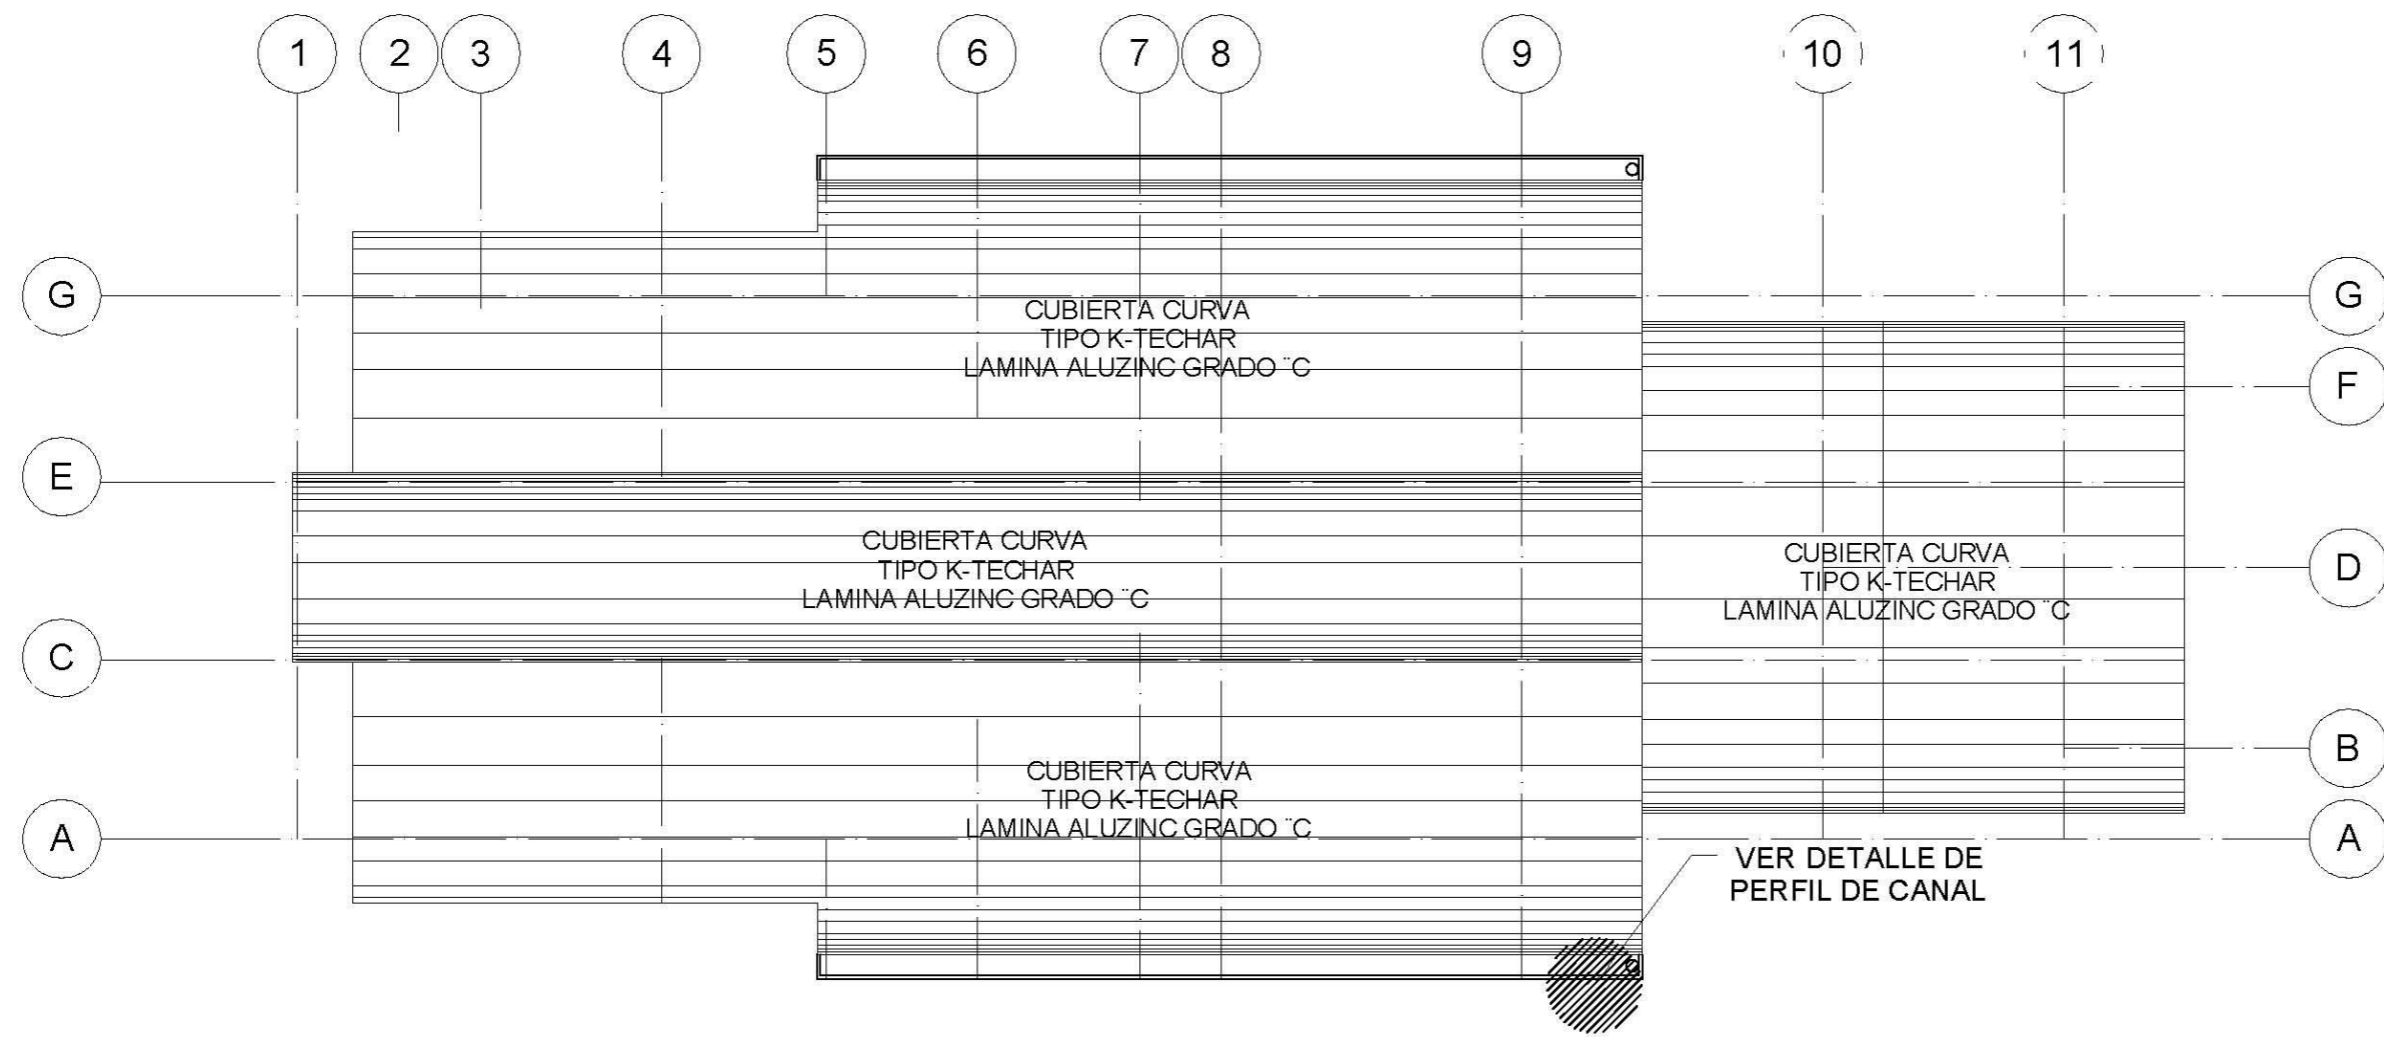 1 2 3 4 5 6 7 8 9 10 11
G G
CUBIERTA CURVA
TIPO K-TECHAR
LAMINA ALUZINC GRADO ¨C
F
E
CUBIERTA CURVA
TIPO K-TECHAR
LAMINA ALUZINC GRADO ¨C
CUBIERTA CURVA
TIPO K-TECHAR
LAMINA ALUZINC GRADO ¨C
D
C
B
CUBIERTA CURVA
TIPO K-TECHAR
LAMINA ALUZINC GRADO ¨C
A A
VER DETALLE DE
PERFIL DE CANAL